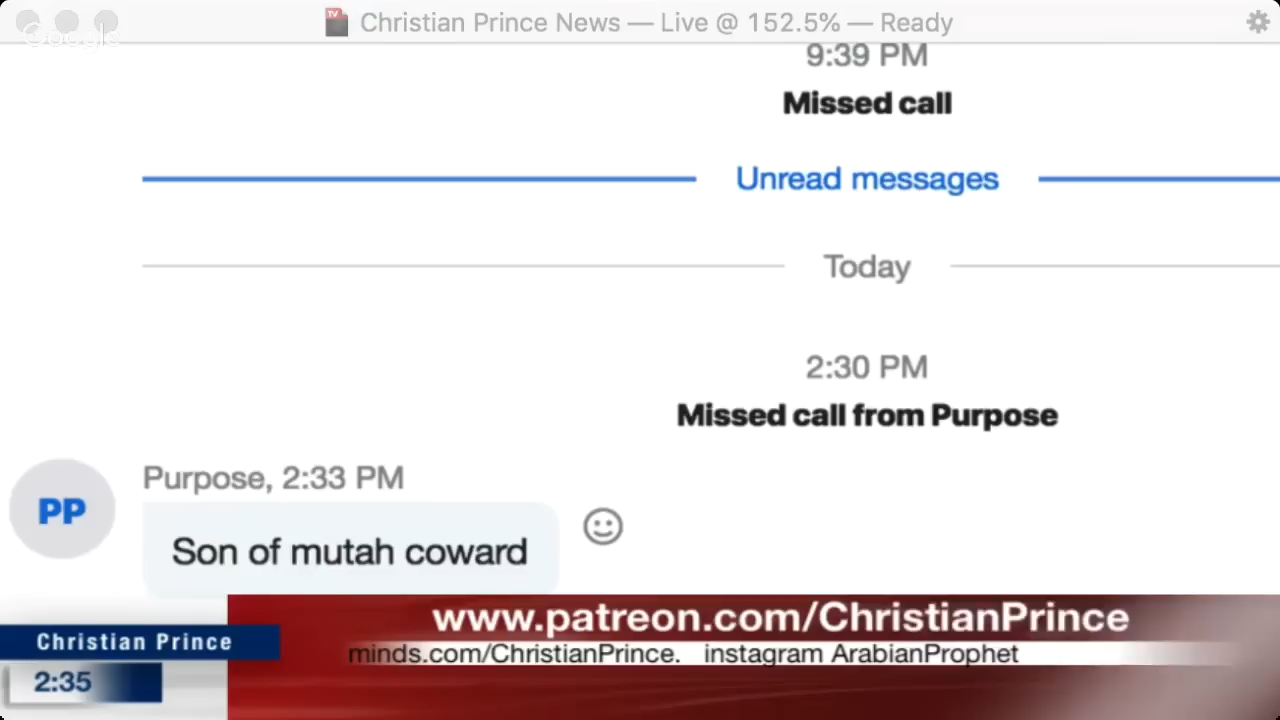 Christian Prince News — Live @ 152.5% — Ready
Google
9:39 PM
Missed call
Unread messages
Today
2:30 PM
Missed call from Purpose
Purpose, 2:33 PM
PP
Son of mutah coward
www.patreon.com/ChristianPrince
Christian Prince
minds.com/ChristianPrince. instagram ArabianProphet
2:35